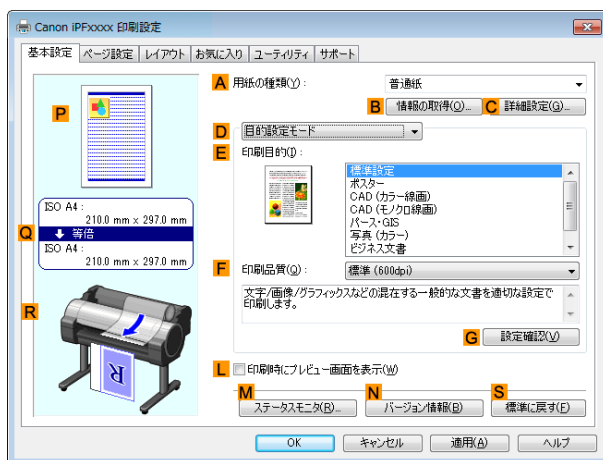 Canon iPFxxxx 印刷設定
基本設定 ページ設定 レイアウト お気に入り ユーティリティ サポート
P
A 用紙の種類(Y): 普通紙
B 情報の取得(O)... C 詳細設定(G)...
D 目的設定モード
E 印刷目的(I):
標準設定
ポスター
CAD (カラー線画)
CAD (モノクロ線画)
パース・GIS
写真 (カラー)
ビジネス文書
Q
ISO A4 :
210.0 mm x 297.0 mm
等倍
ISO A4 :
210.0 mm x 297.0 mm
F 印刷品質(Q): 標準 (600dpi)
文字/画像/グラフィックスなどの混在する一般的な文書を適切な設定で
印刷します。
G 設定確認(V)
R
R
L 印刷時にプレビュー画面を表示(W)
M N S
ステータスモニタ(R)... バージョン情報(B) 標準に戻す(F)
OK キャンセル 適用(A) ヘルプ